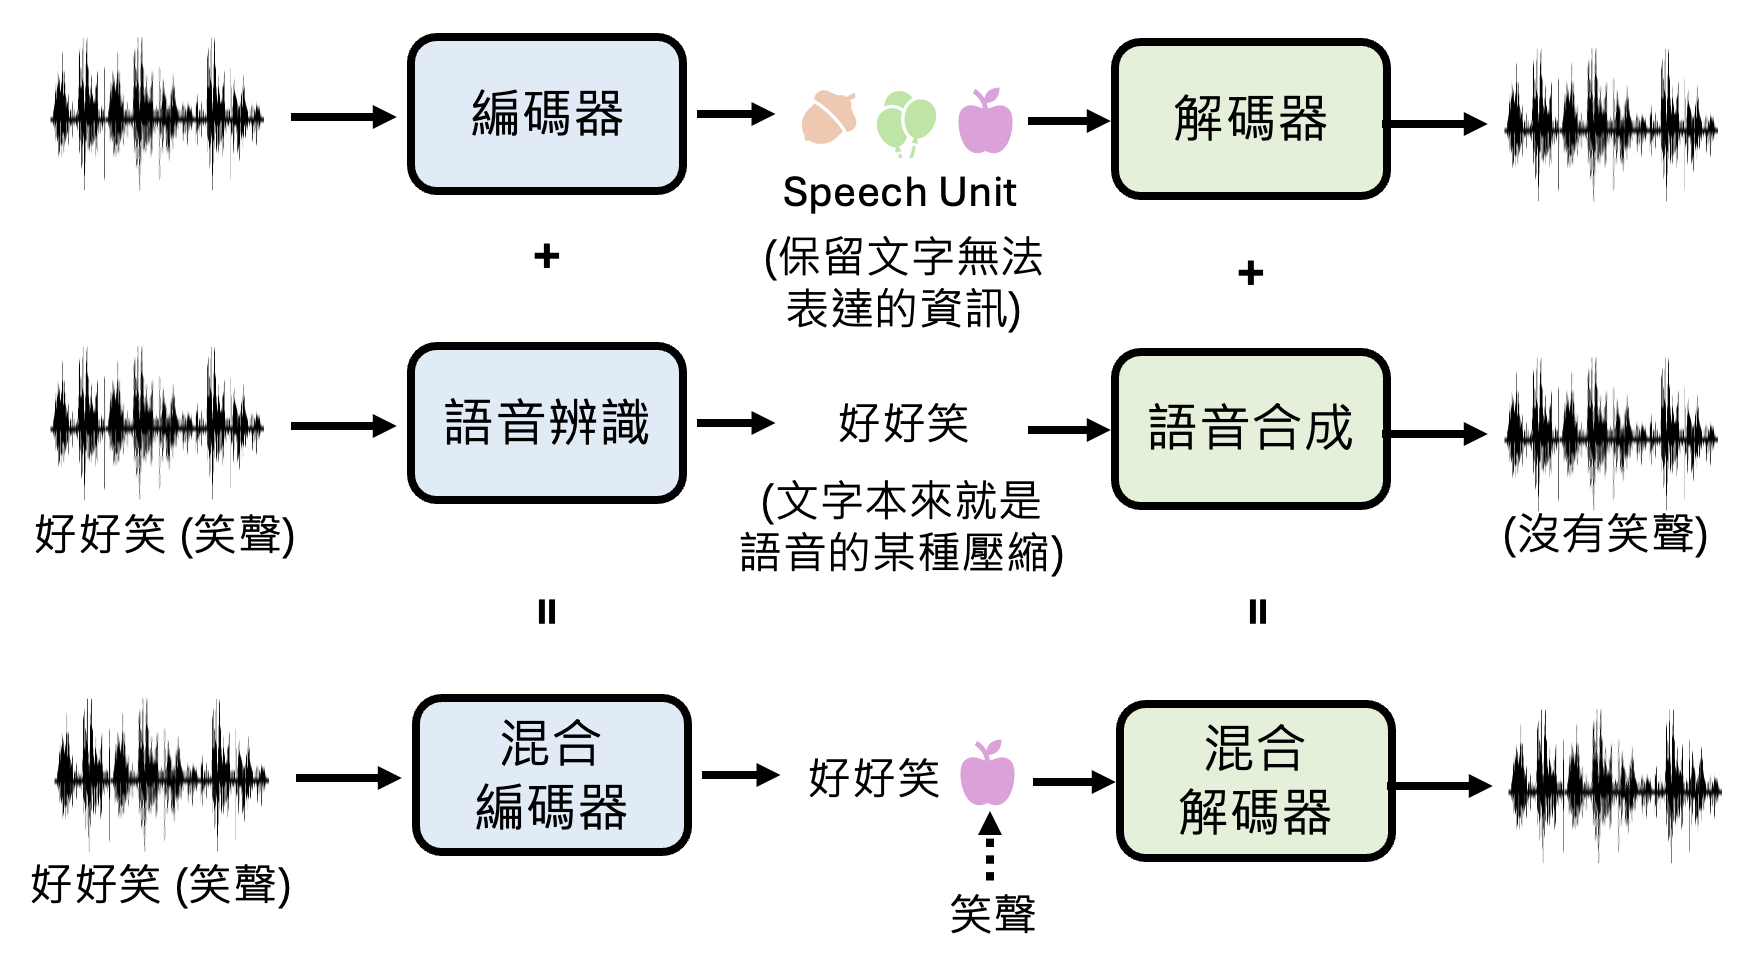 編碼器
解碼器
Speech Unit
(保留文字無法
表達的資訊)
+
+
語音辨識
好好笑
語音合成
好好笑 (笑聲)
(文字本來就是
語音的某種壓縮)
(沒有笑聲)
=
=
混合
編碼器
好好笑
混合
解碼器
好好笑 (笑聲)
笑聲